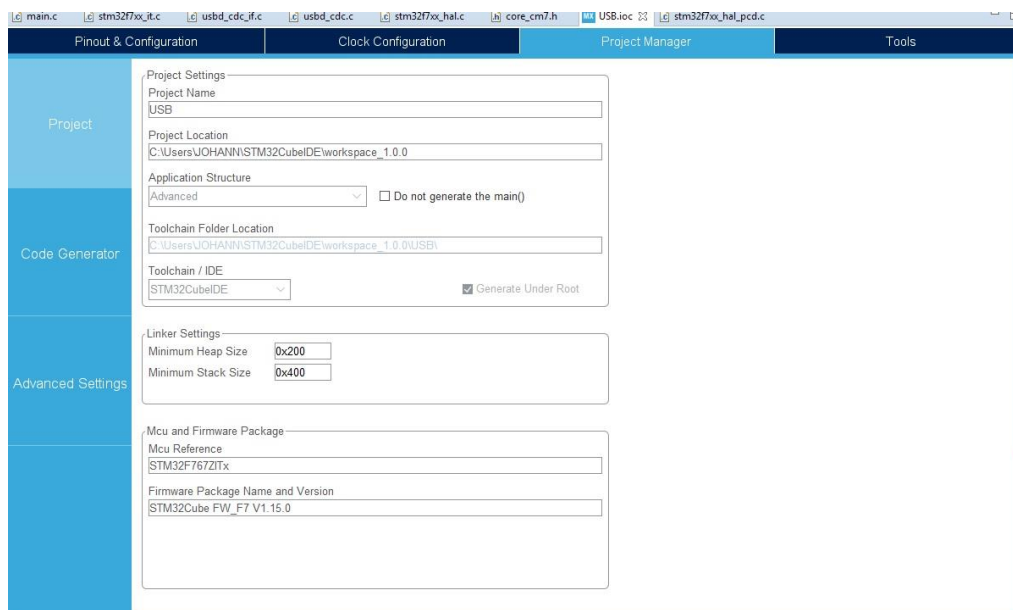 main.c stm32f7xx_it.c usbd_cdc_if.c usbd_cdc.c stm32f7xx_hal.c core_cm7.h USB.ioc stm32f7xx_hal_pcd.c
Pinout & Configuration Clock Configuration Project Manager Tools
Project
Code Generator
Advanced Settings
Project Settings
Project Name
USB
Project Location
C:\Users\JOHANN\STM32CubeIDE\workspace_1.0.0
Application Structure
Advanced Do not generate the main()
Toolchain Folder Location
C:\Users\JOHANN\STM32CubeIDE\workspace_1.0.0\USB\
Toolchain / IDE
STM32CubeIDE Generate Under Root
Linker Settings
Minimum Heap Size 0x200
Minimum Stack Size 0x400
Mcu and Firmware Package
Mcu Reference
STM32F767ZITx
Firmware Package Name and Version
STM32Cube FW_F7 V1.15.0